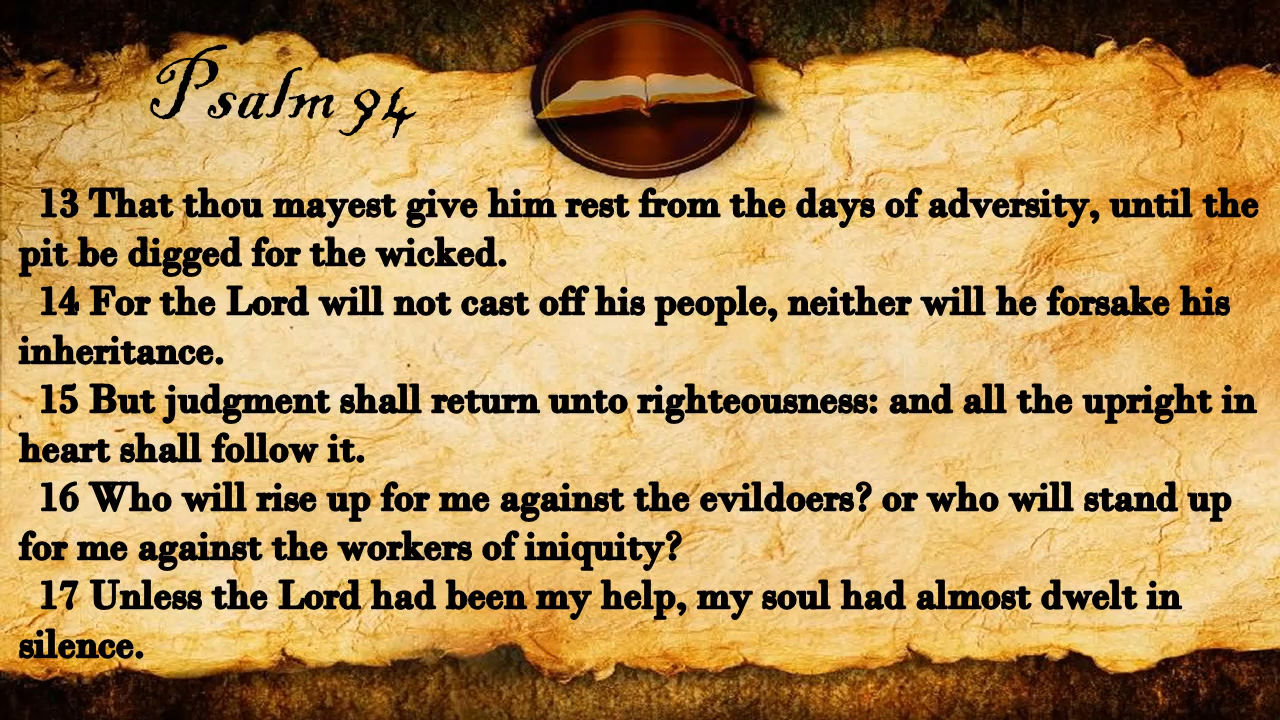 Psalm 94
13 That thou mayest give him rest from the days of adversity, until the
pit be digged for the wicked.
14 For the Lord will not cast off his people, neither will he forsake his
inheritance.
15 But judgment shall return unto righteousness: and all the upright in
heart shall follow it.
16 Who will rise up for me against the evildoers? or who will stand up
for me against the workers of iniquity?
17 Unless the Lord had been my help, my soul had almost dwelt in
silence.